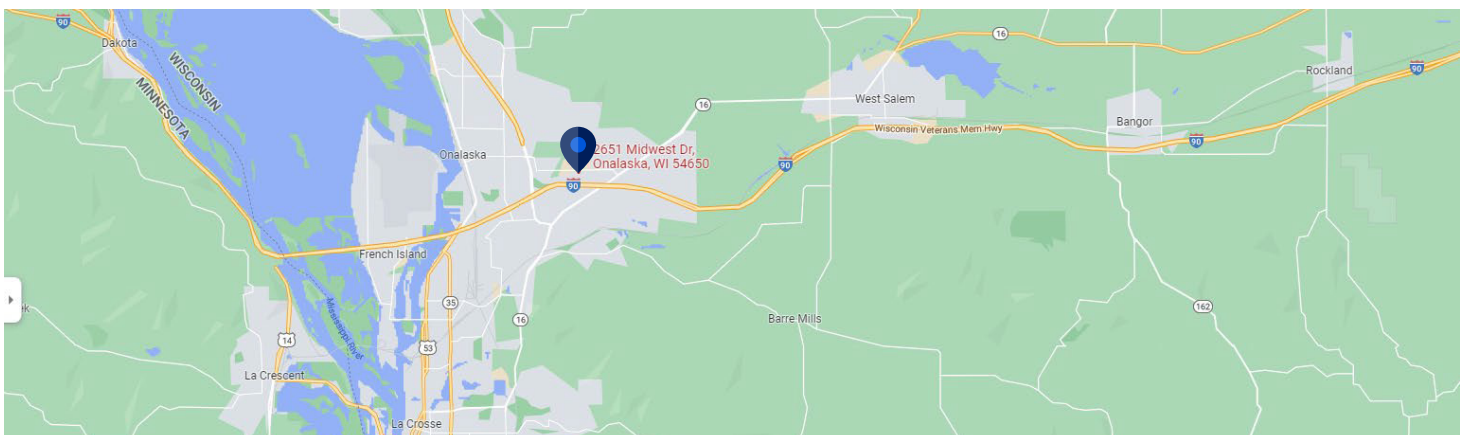 90
Dakota
WISCONSIN
MINNESOTA
16
90
Rockland
West Salem
16
Bangor
Wisconsin Veterans Mem Hwy
90
Onalaska
2651 Midwest Dr,
Onalaska, WI 54650
90
90
French Island
ek
35
16
Barre Mills
162
Mississippi River
14
53
La Crescent
La Crosse